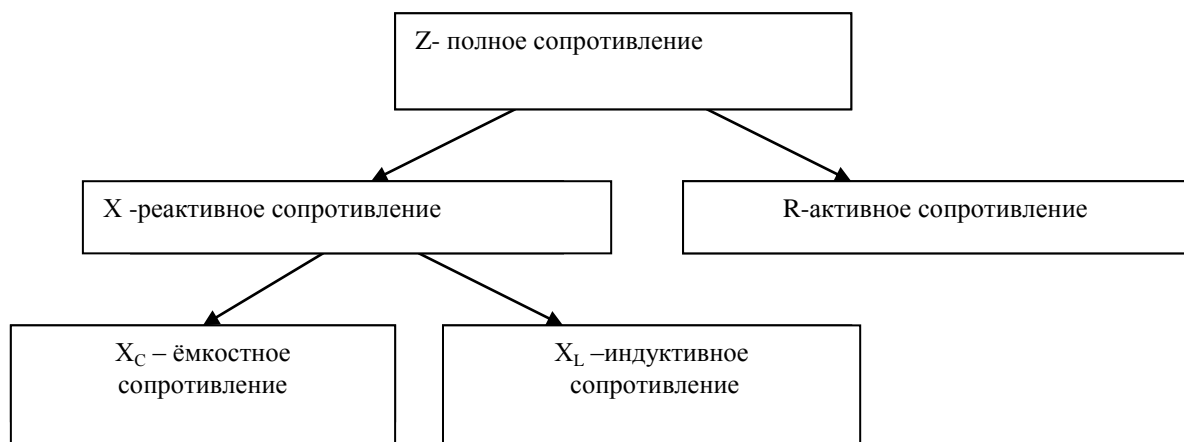 Z- полное сопротивление
X -реактивное сопротивление
R-активное сопротивление
X_C – ёмкостное
сопротивление
X_L –индуктивное
сопротивление